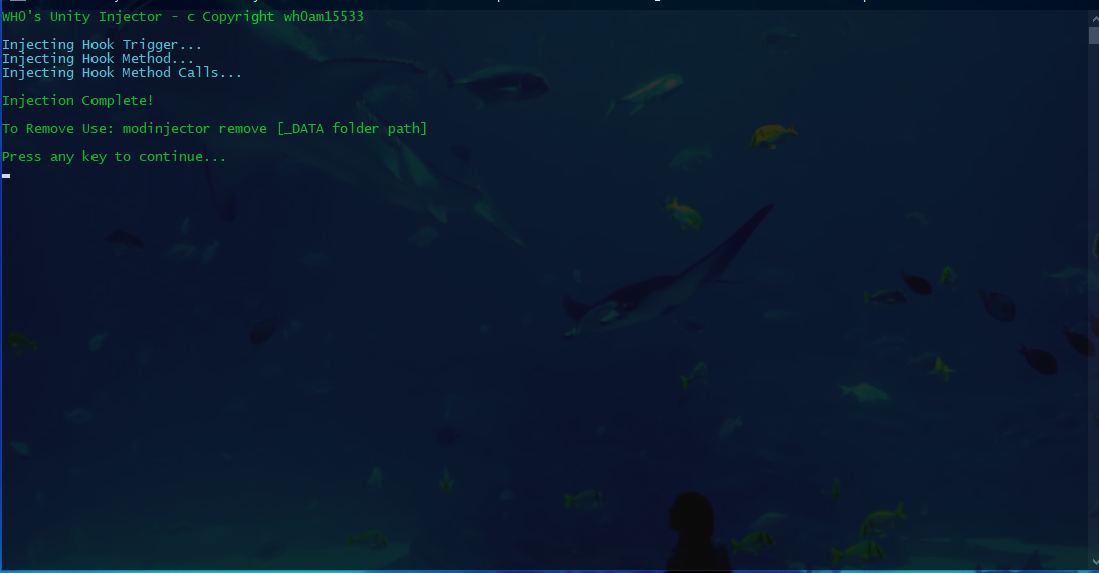 WHO's Unity Injector - c Copyright wh0am15533
Injecting Hook Trigger...
Injecting Hook Method...
Injecting Hook Method Calls...
Injection Complete!
To Remove Use: modinjector remove [_DATA folder path]
Press any key to continue...